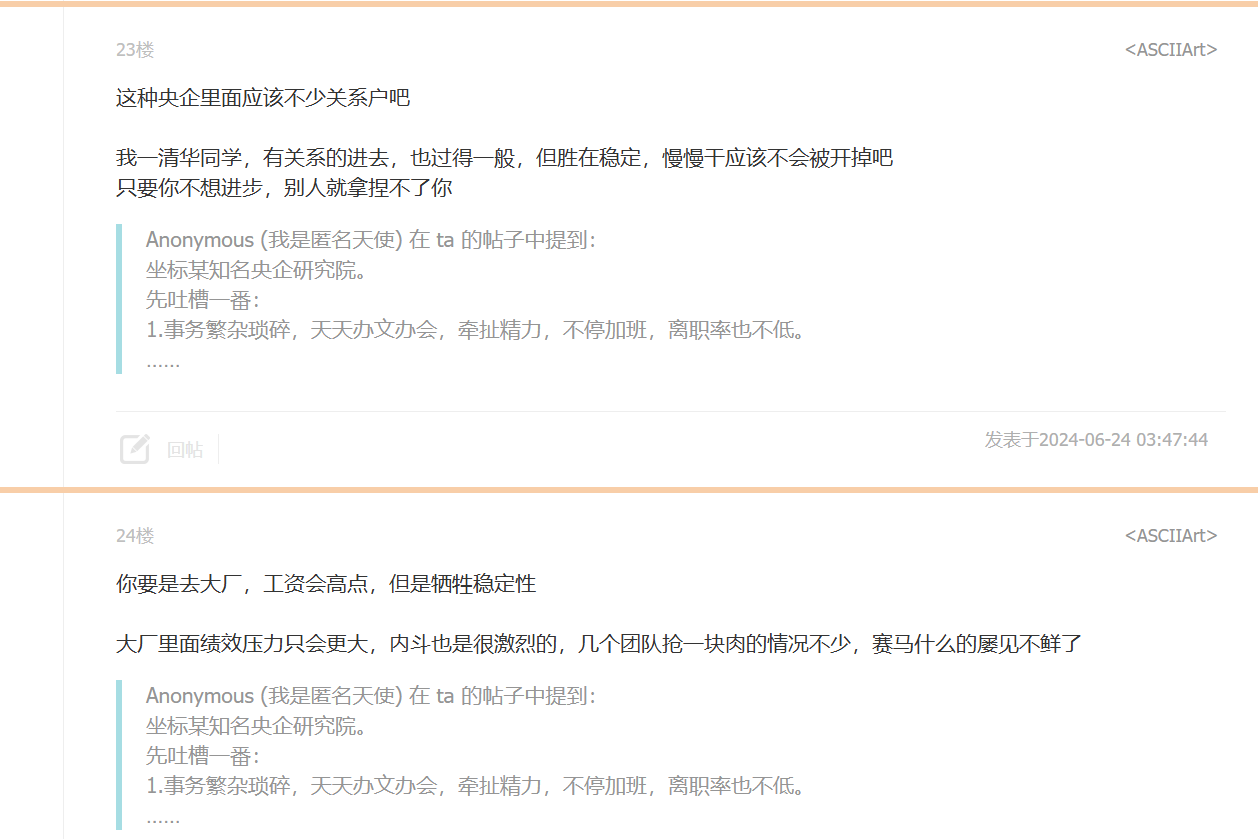 23楼 <ASCIIArt>
这种央企里面应该不少关系户吧
我一清华同学，有关系的进去，也过得一般，但胜在稳定，慢慢干应该不会被开掉吧
只要你不想进步，别人就拿捏不了你
Anonymous (我是匿名天使) 在 ta 的帖子中提到：
坐标某知名央企研究院。
先吐槽一番：
1.事务繁杂琐碎，天天办文办会，牵扯精力，不停加班，离职率也不低。
……
回帖 发表于2024-06-24 03:47:44
24楼 <ASCIIArt>
你要是去大厂，工资会高点，但是牺牲稳定性
大厂里面绩效压力只会更大，内斗也是很激烈的，几个团队抢一块肉的情况不少，赛马什么的屡见不鲜了
Anonymous (我是匿名天使) 在 ta 的帖子中提到：
坐标某知名央企研究院。
先吐槽一番：
1.事务繁杂琐碎，天天办文办会，牵扯精力，不停加班，离职率也不低。
……